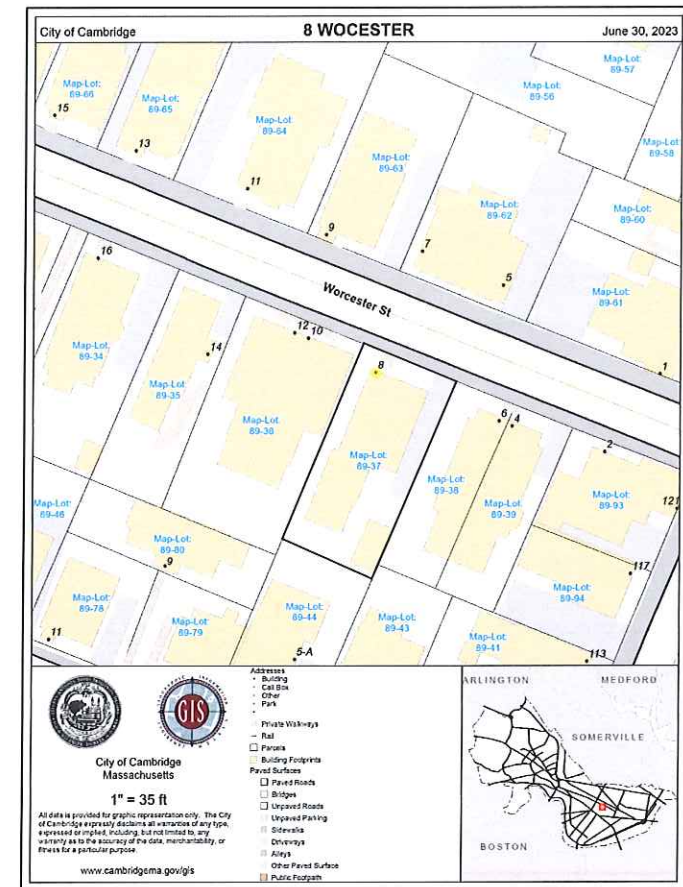 City of Cambridge
8 WOCESTER
June 30, 2023
Map-Lot:
89-57
Map-Lot:
89-66
Map-Lot:
89-65
Map-Lot:
89-56
15
Map-Lot:
89-64
13
Map-Lot:
89-58
Map-Lot:
89-63
11
Map-Lot:
89-62
Map-Lot:
89-60
9
7
16
5
Map-Lot:
89-61
Worcester St
Map-Lot:
89-34
12 10
14
1
8
Map-Lot:
89-35
Map-Lot:
89-36
6
4
Map-Lot:
89-37
2
Map-Lot:
89-38
Map-Lot:
89-93
Map-Lot:
89-46
121
Map-Lot:
89-39
Map-Lot:
89-80
9
117
Map-Lot:
89-94
Map-Lot:
89-78
Map-Lot:
89-44
Map-Lot:
89-79
Map-Lot:
89-43
11
Map-Lot:
89-41
5-A
113
GIS
City of Cambridge
Massachusetts
1" = 35 ft
All data is provided for graphic representation only. The City
of Cambridge expressly disclaims all warranties of any type,
expressed or implied, including, but not limited to, any
warranty as to the accuracy of the data, merchantability, or
fitness for a particular purpose.
www.cambridgema.gov/gis
Addresses
Building
Call Box
Other
Park
Private Walkways
Rail
Parcels
Building Footprints
Paved Surfaces
Paved Roads
Bridges
Unpaved Roads
Unpaved Parking
Sidewalks
Driveways
Alleys
Other Paved Surface
Public Footpath
ARLINGTON
MEDFORD
SOMERVILLE
BOSTON